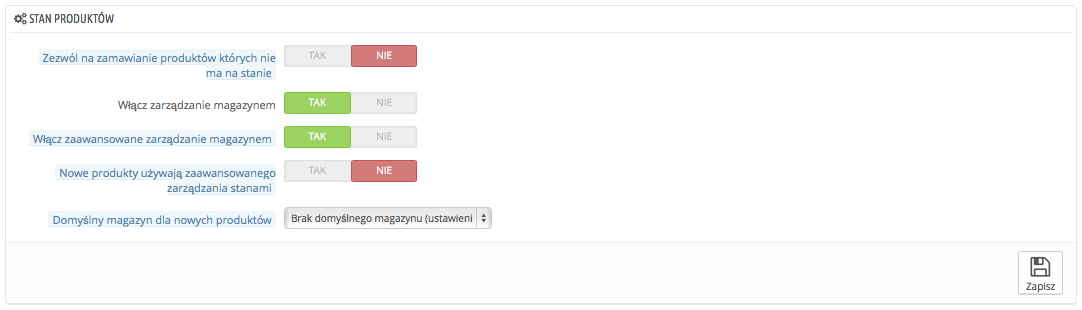 STAN PRODUKTÓW
Zezwól na zamawianie produktów których nie
ma na stanie
TAK NIE
Włącz zarządzanie magazynem
TAK NIE
Włącz zaawansowane zarządzanie magazynem
TAK NIE
Nowe produkty używają zaawansowanego
zarządzania stanami
TAK NIE
Domyślny magazyn dla nowych produktów
Brak domyślnego magazynu (ustawieni
Zapisz